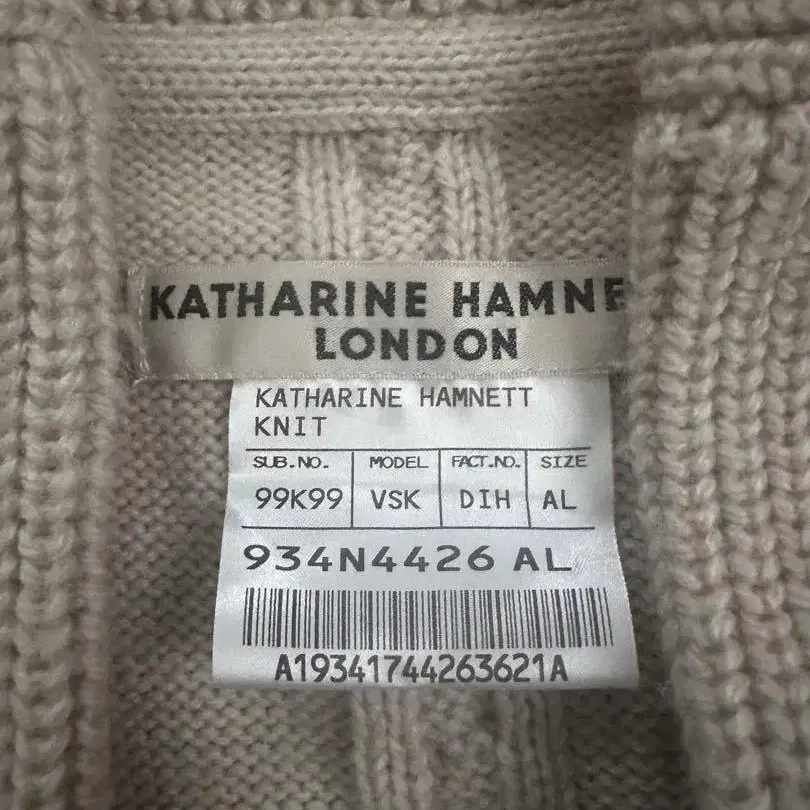 KATHARINE HAMNE
LONDON
KATHARINE HAMNETT
KNIT
SUB.NO. MODEL FACT.NO. SIZE
99K99 VSK DIH AL
934N4426 AL
A19341744263621A